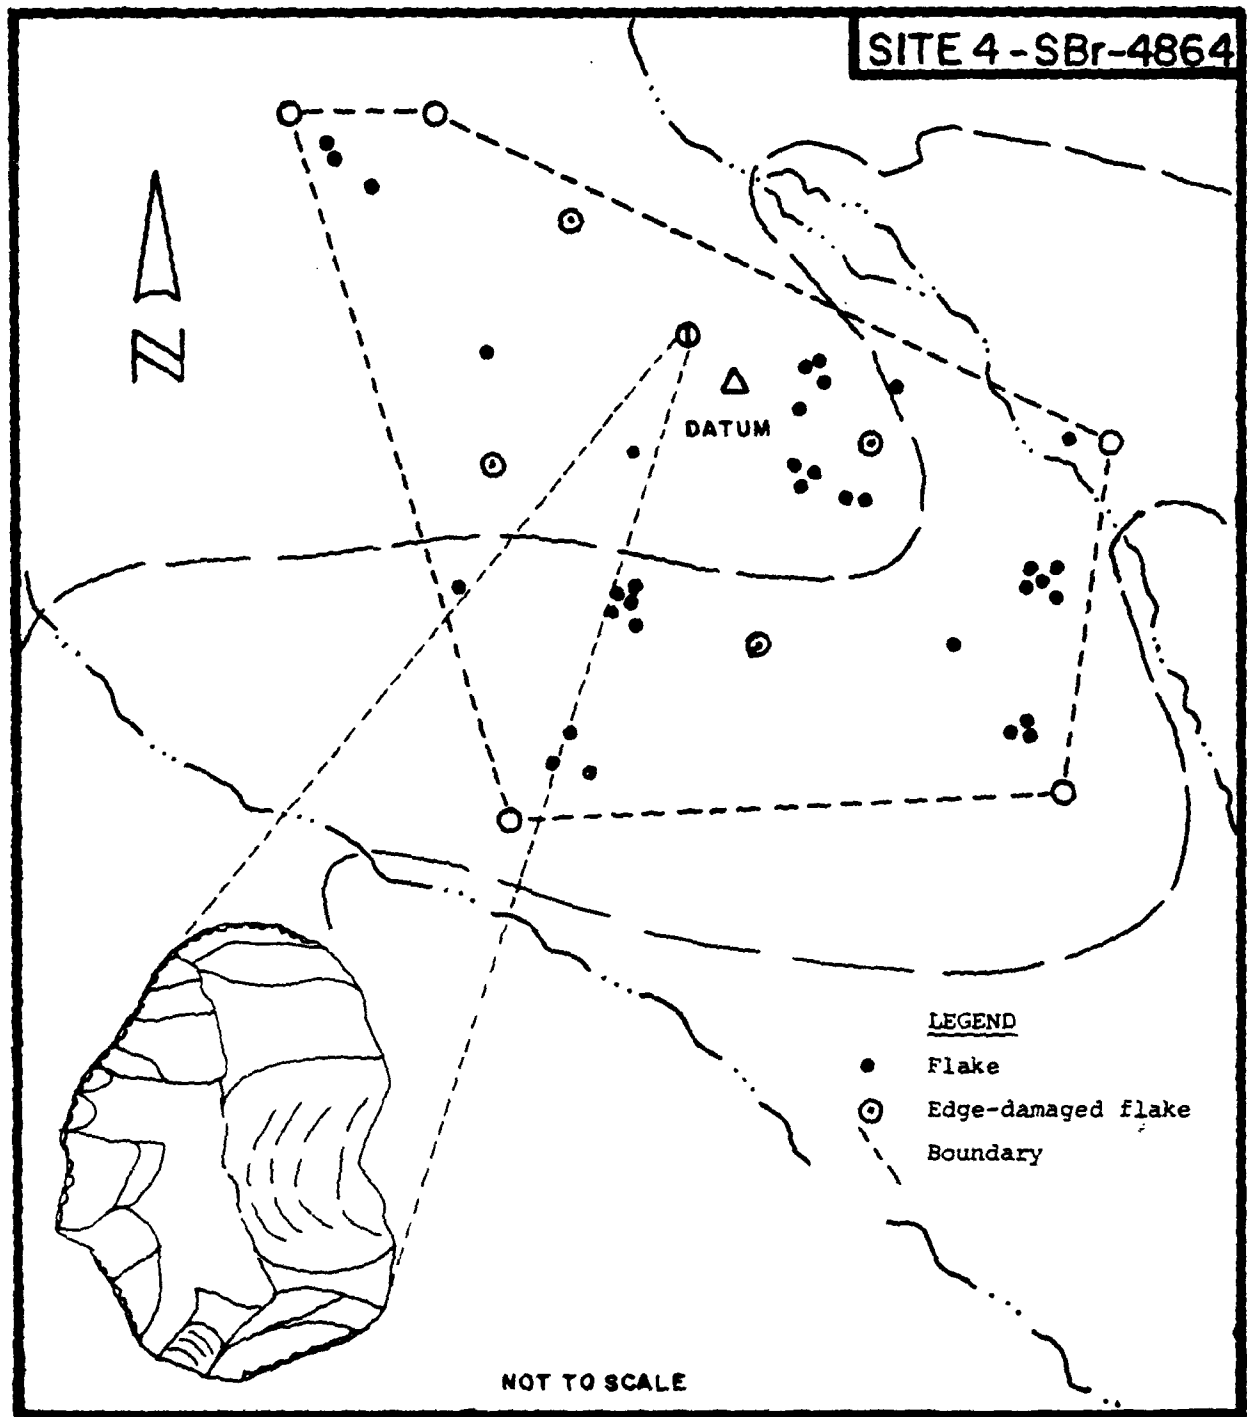 SITE 4-SBr-4864
N
DATUM
LEGEND
Flake
Edge-damaged flake
Boundary
NOT TO SCALE